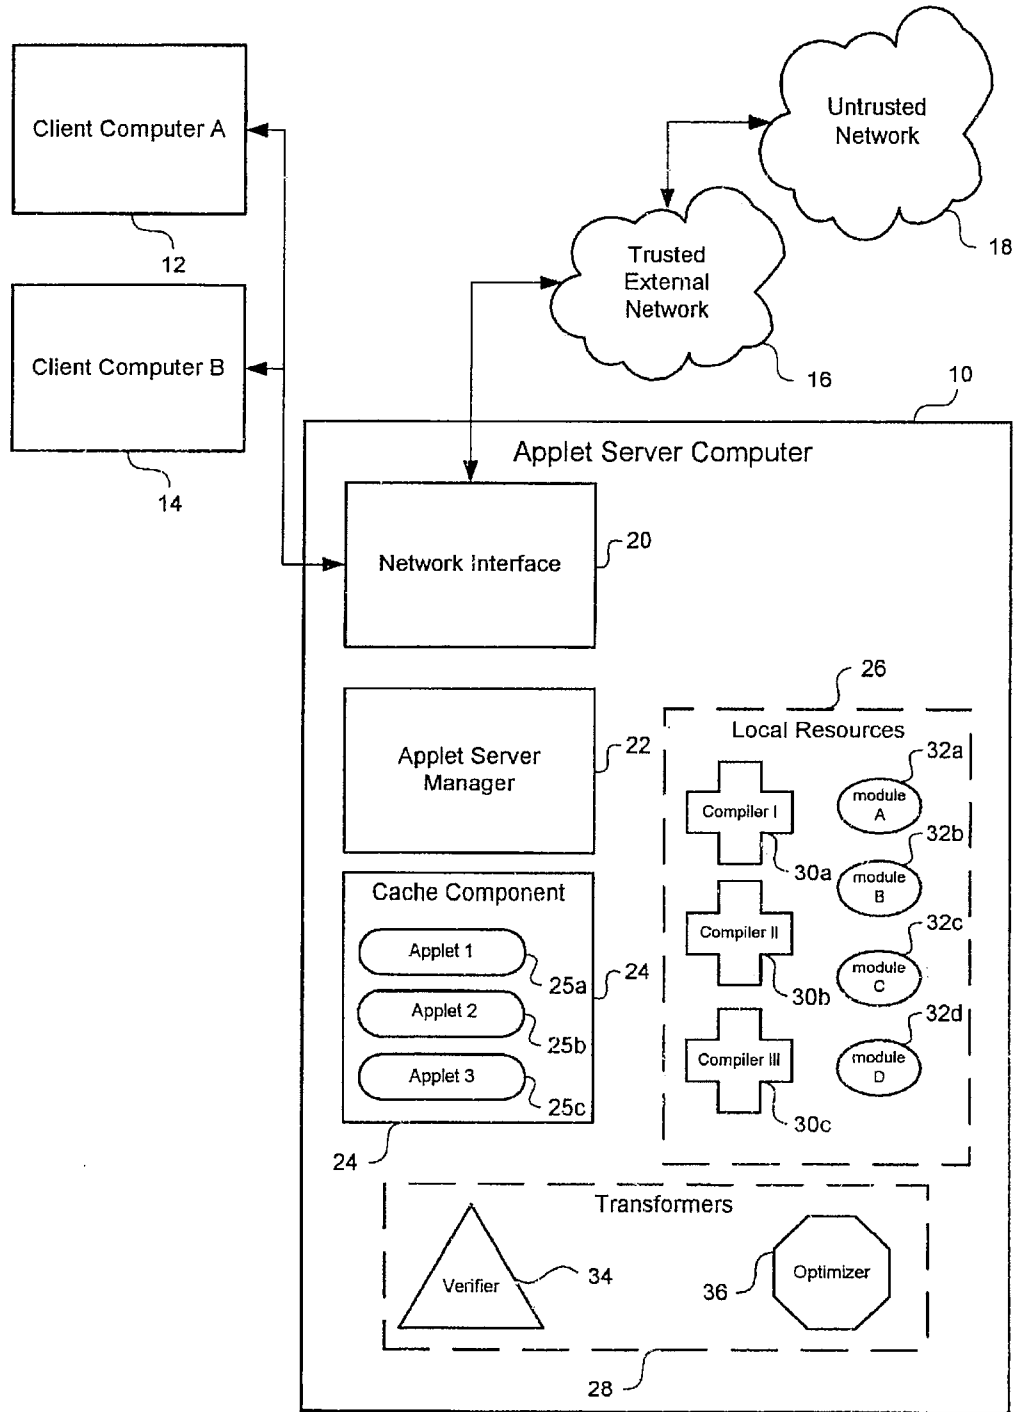 Client Computer A
12
Client Computer B
14
Untrusted
Network
18
Trusted
External
Network
16
10
Applet Server Computer
Network Interface
20
Applet Server
Manager
22
Cache Component
Applet 1
25a
Applet 2
25b
Applet 3
25c
24
24
26
Local Resources
Compiler I
30a
Compiler II
30b
Compiler III
30c
32a
module
A
32b
module
B
32c
module
C
32d
module
D
Transformers
Verifier
34
Optimizer
36
28